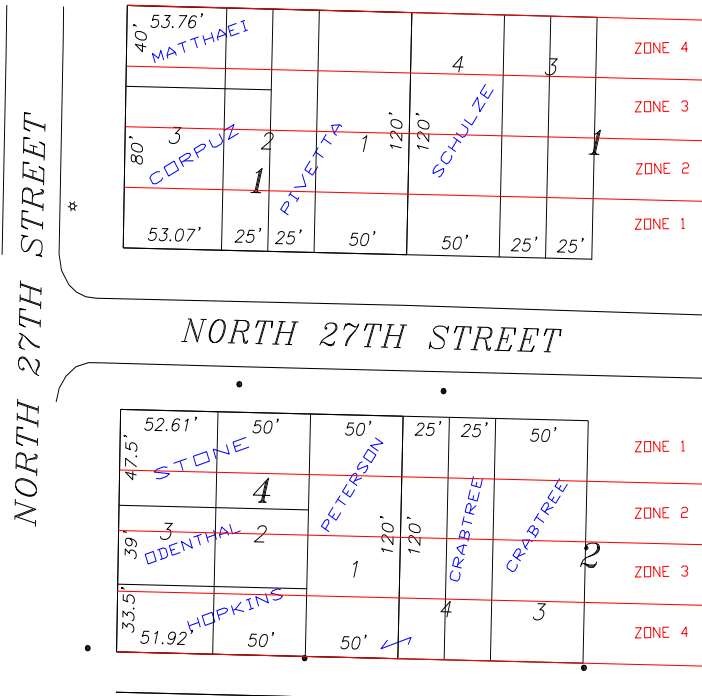 53.76'
40'
MATTHAEI
4
3
ZONE 4
ZONE 3
80'
3
CORPUZ
2
1
PIVETTA
1
120'
120'
SCHULZE
1
ZONE 2
ZONE 1
53.07'
25'
25'
50'
50'
25'
25'
NORTH 27TH STREET
NORTH 27TH STREET
52.61'
50'
50'
25'
25'
50'
ZONE 1
47.5'
STONE
4
PETERSON
CRABTREE
CRABTREE
ZONE 2
39'
3
ODENTHAL
2
120'
120'
1
2
ZONE 3
33.5'
HOPKINS
4
3
ZONE 4
51.92'
50'
50'